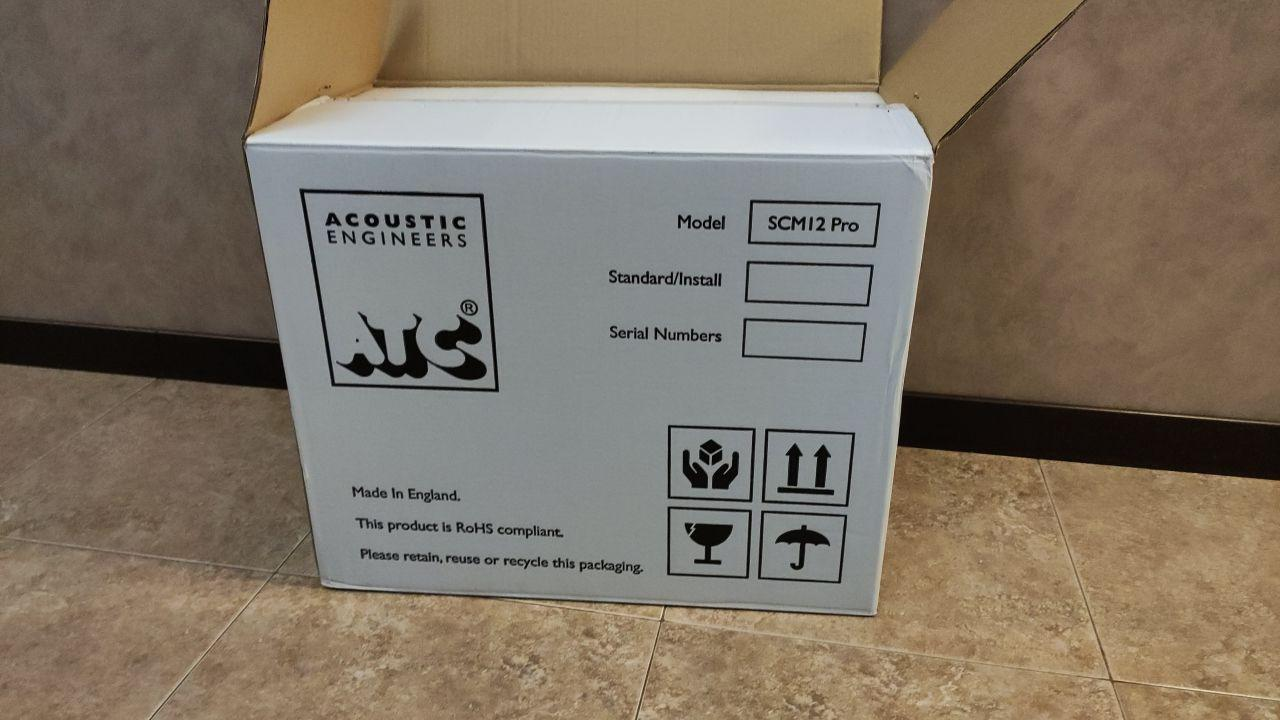 ACOUSTIC
ENGINEERS
ATC®
Model SCM12 Pro
Standard/Install
Serial Numbers
Made In England.
This product is RoHS compliant.
Please retain, reuse or recycle this packaging.